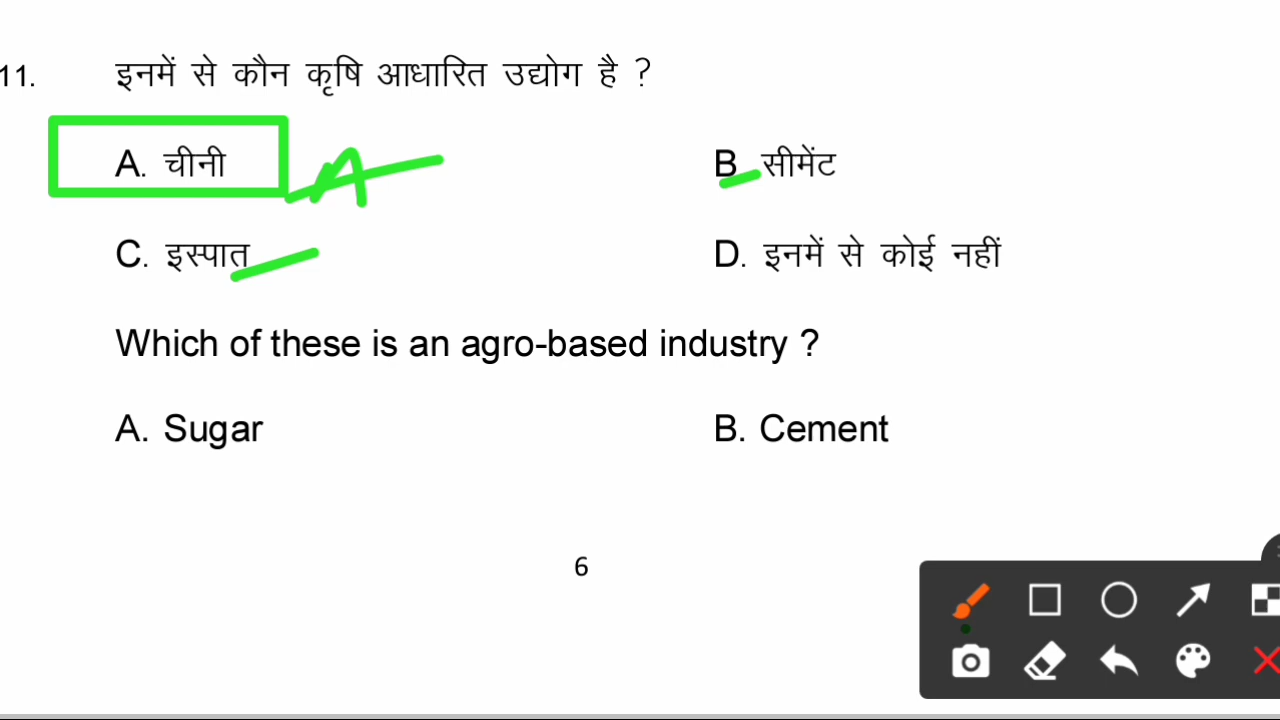 11. इनमें से कौन कृषि आधारित उद्योग है ?
A. चीनी A B सीमेंट
C. इस्पात D. इनमें से कोई नहीं
Which of these is an agro-based industry ?
A. Sugar B. Cement
6